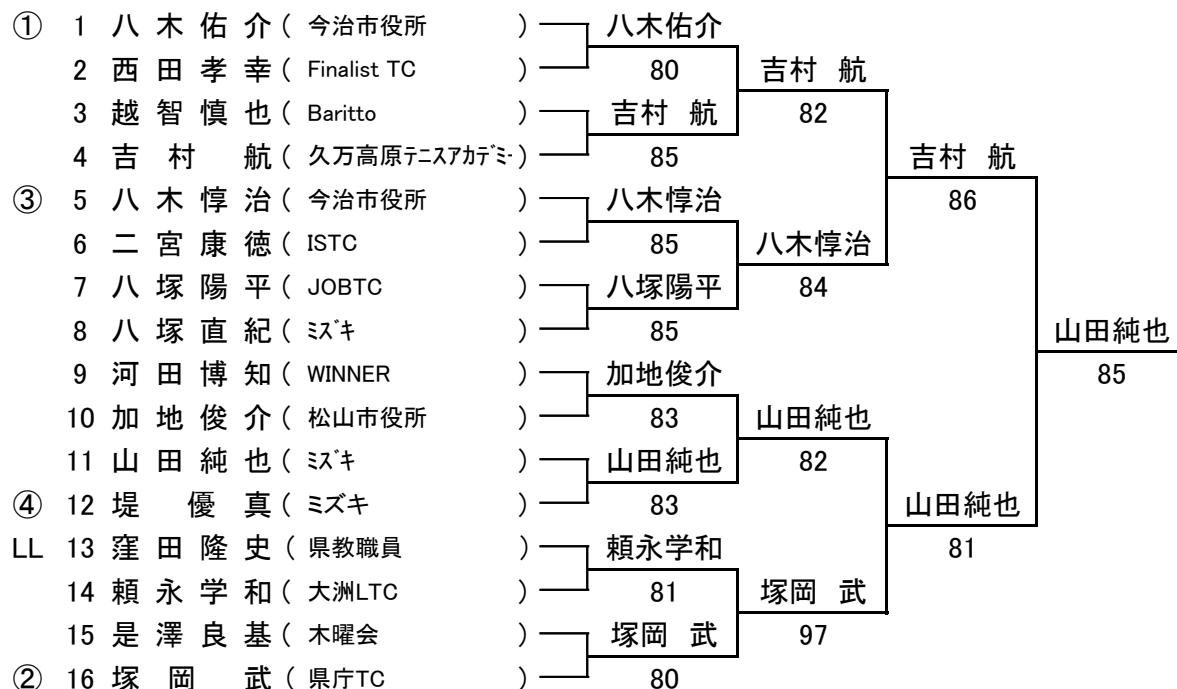 ① 1 八 木 佑 介 ( 今治市役所 ) 八木佑介
2 西 田 孝 幸 ( Finalist TC ) 80 吉村 航
3 越 智 慎 也 ( Baritto ) 吉村 航 82
4 吉 村 航 ( 久万高原テニスアカデミー ) 85 吉村 航
③ 5 八 木 惇 治 ( 今治市役所 ) 八木惇治 86
6 二 宮 康 徳 ( ISTC ) 85 八木惇治
7 八 塚 陽 平 ( JOBTC ) 八塚陽平 84
8 八 塚 直 紀 ( ミズキ ) 85 山田純也
9 河 田 博 知 ( WINNER ) 加地俊介 85
10 加 地 俊 介 ( 松山市役所 ) 83 山田純也
11 山 田 純 也 ( ミズキ ) 山田純也 82
④ 12 堤 優 真 ( ミズキ ) 83 山田純也
LL 13 窪 田 隆 史 ( 県教職員 ) 頼永学和 81
14 頼 永 学 和 ( 大洲LTC ) 81 塚岡 武
15 是 澤 良 基 ( 木曜会 ) 塚岡 武 97
② 16 塚 岡 武 ( 県庁TC ) 80